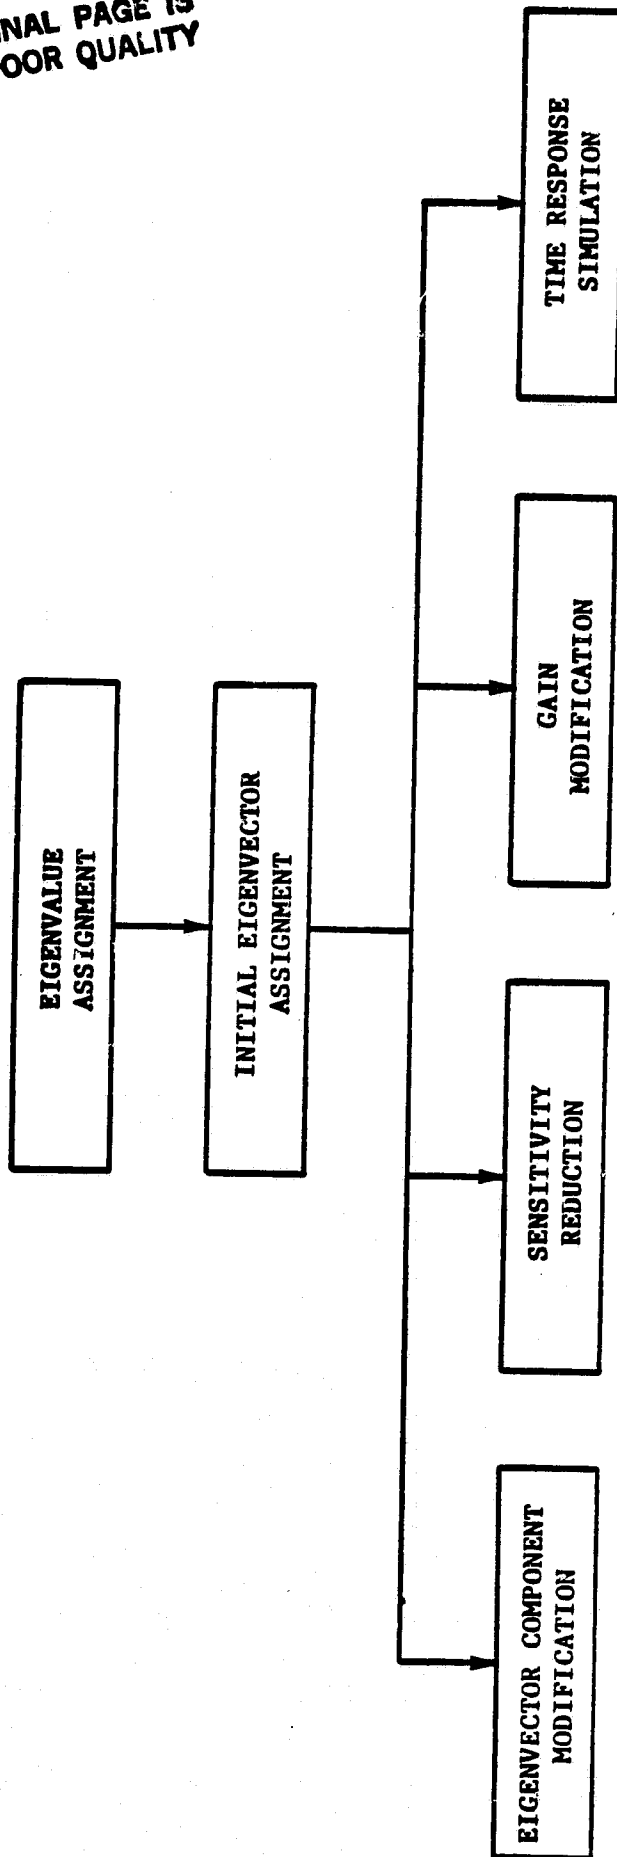 NAL PAGE IS
OOR QUALITY
EIGENVALUE
ASSIGNMENT
INITIAL EIGENVECTOR
ASSIGNMENT
EIGENVECTOR COMPONENT
MODIFICATION
SENSITIVITY
REDUCTION
GAIN
MODIFICATION
TIME RESPONSE
SIMULATION